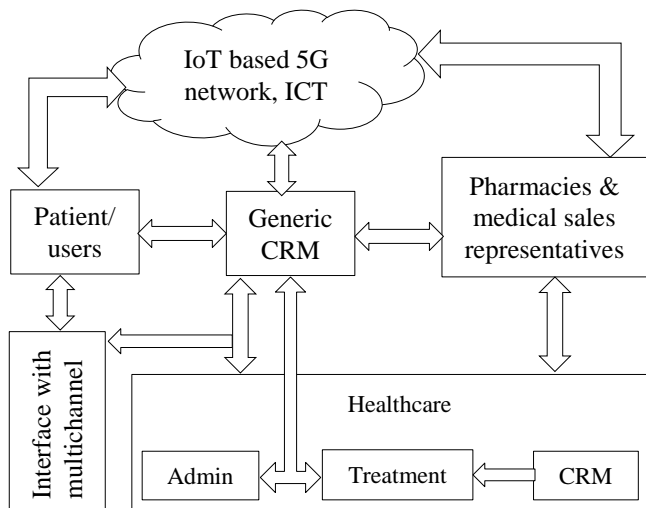 IoT based 5G
network, ICT
Patient/
users
Generic
CRM
Pharmacies &
medical sales
representatives
Interface with
multichannel
Healthcare
Admin
Treatment
CRM